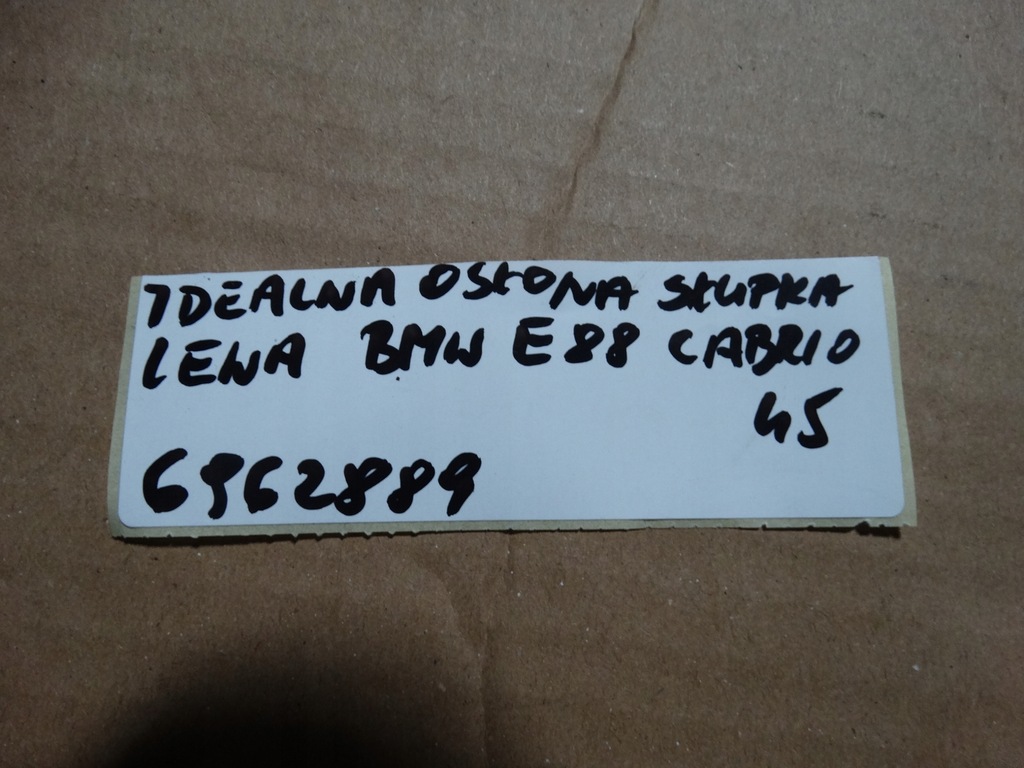 IDEALNA OSŁONA SŁUPKA
LEWA BMW E88 CABRIO
45
6962889